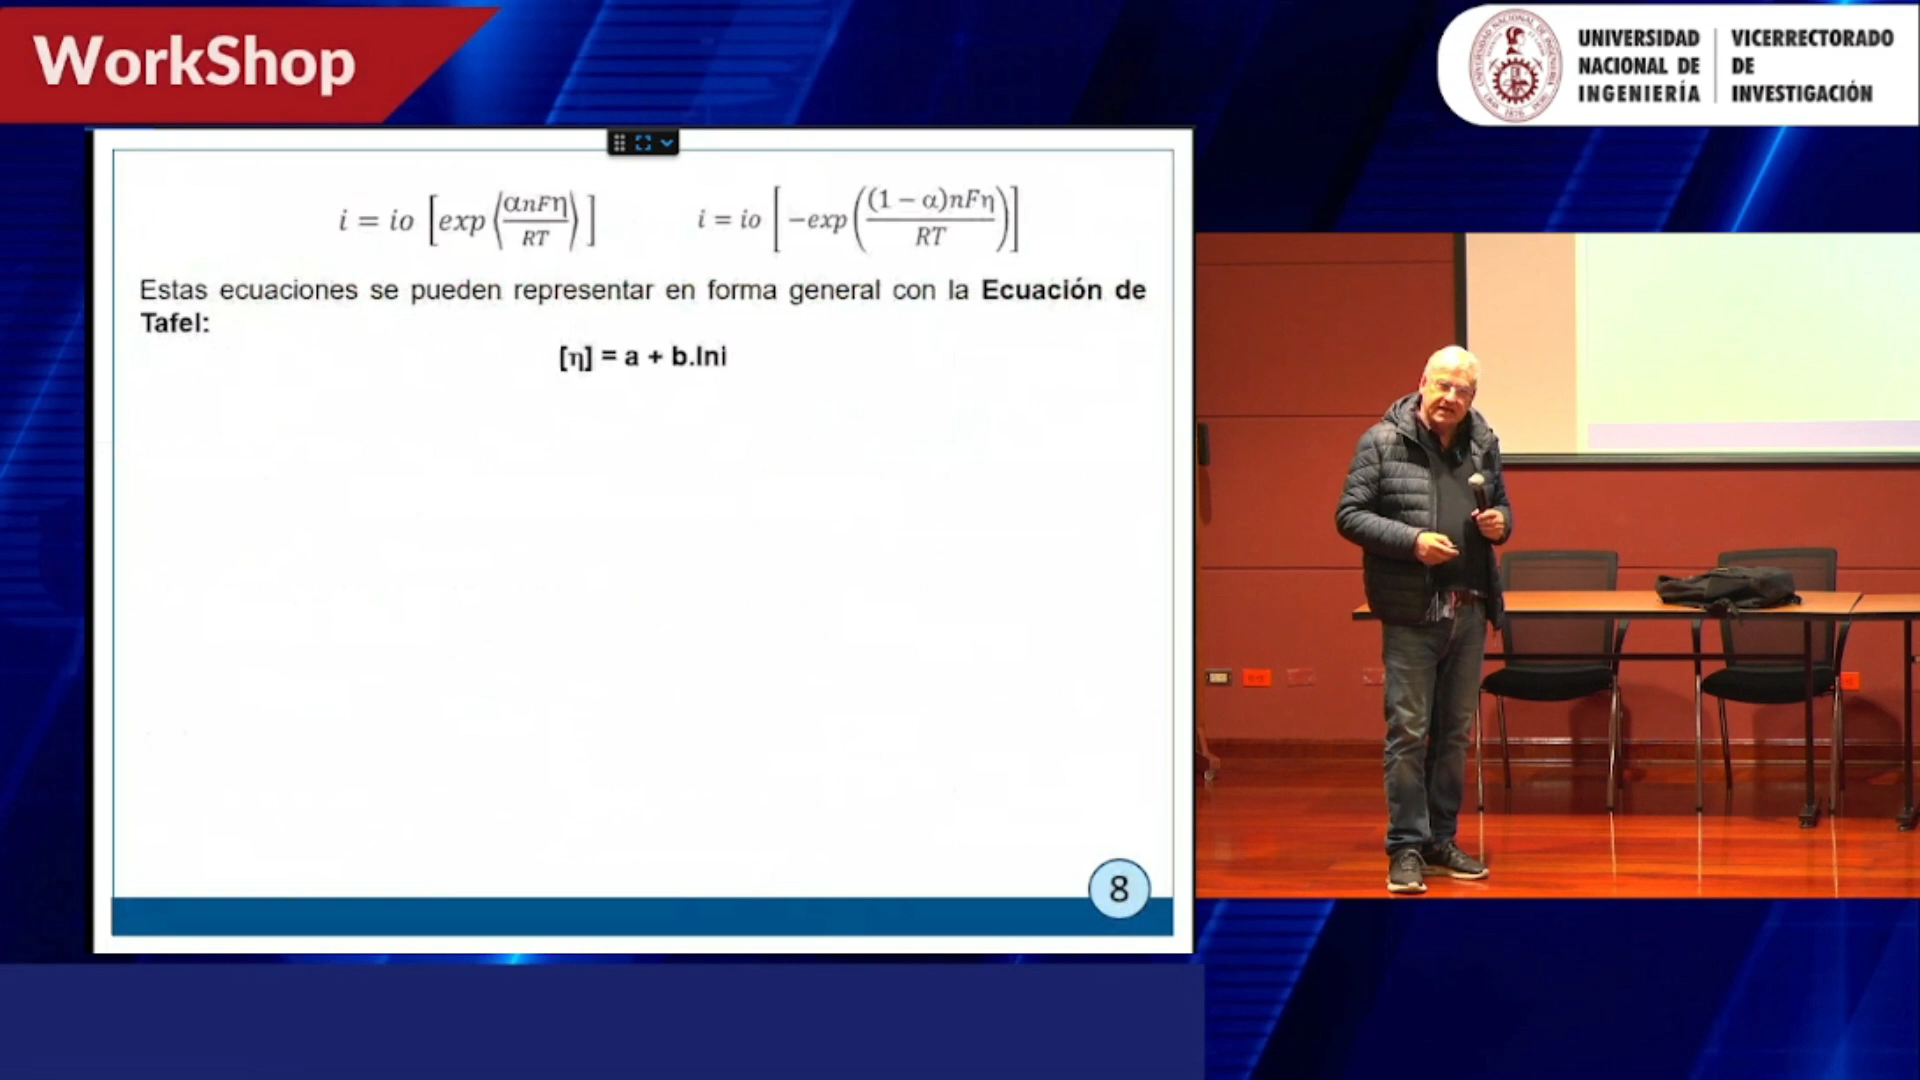 WorkShop
UNIVERSIDAD
NACIONAL DE
INGENIERÍA
VICERRECTORADO
DE
INVESTIGACIÓN
i = io [exp (αnFη/RT)]
i = io [−exp ((1 − α)nFη/RT)]
Estas ecuaciones se pueden representar en forma general con la Ecuación de
Tafel:
[η] = a + b.lni
8